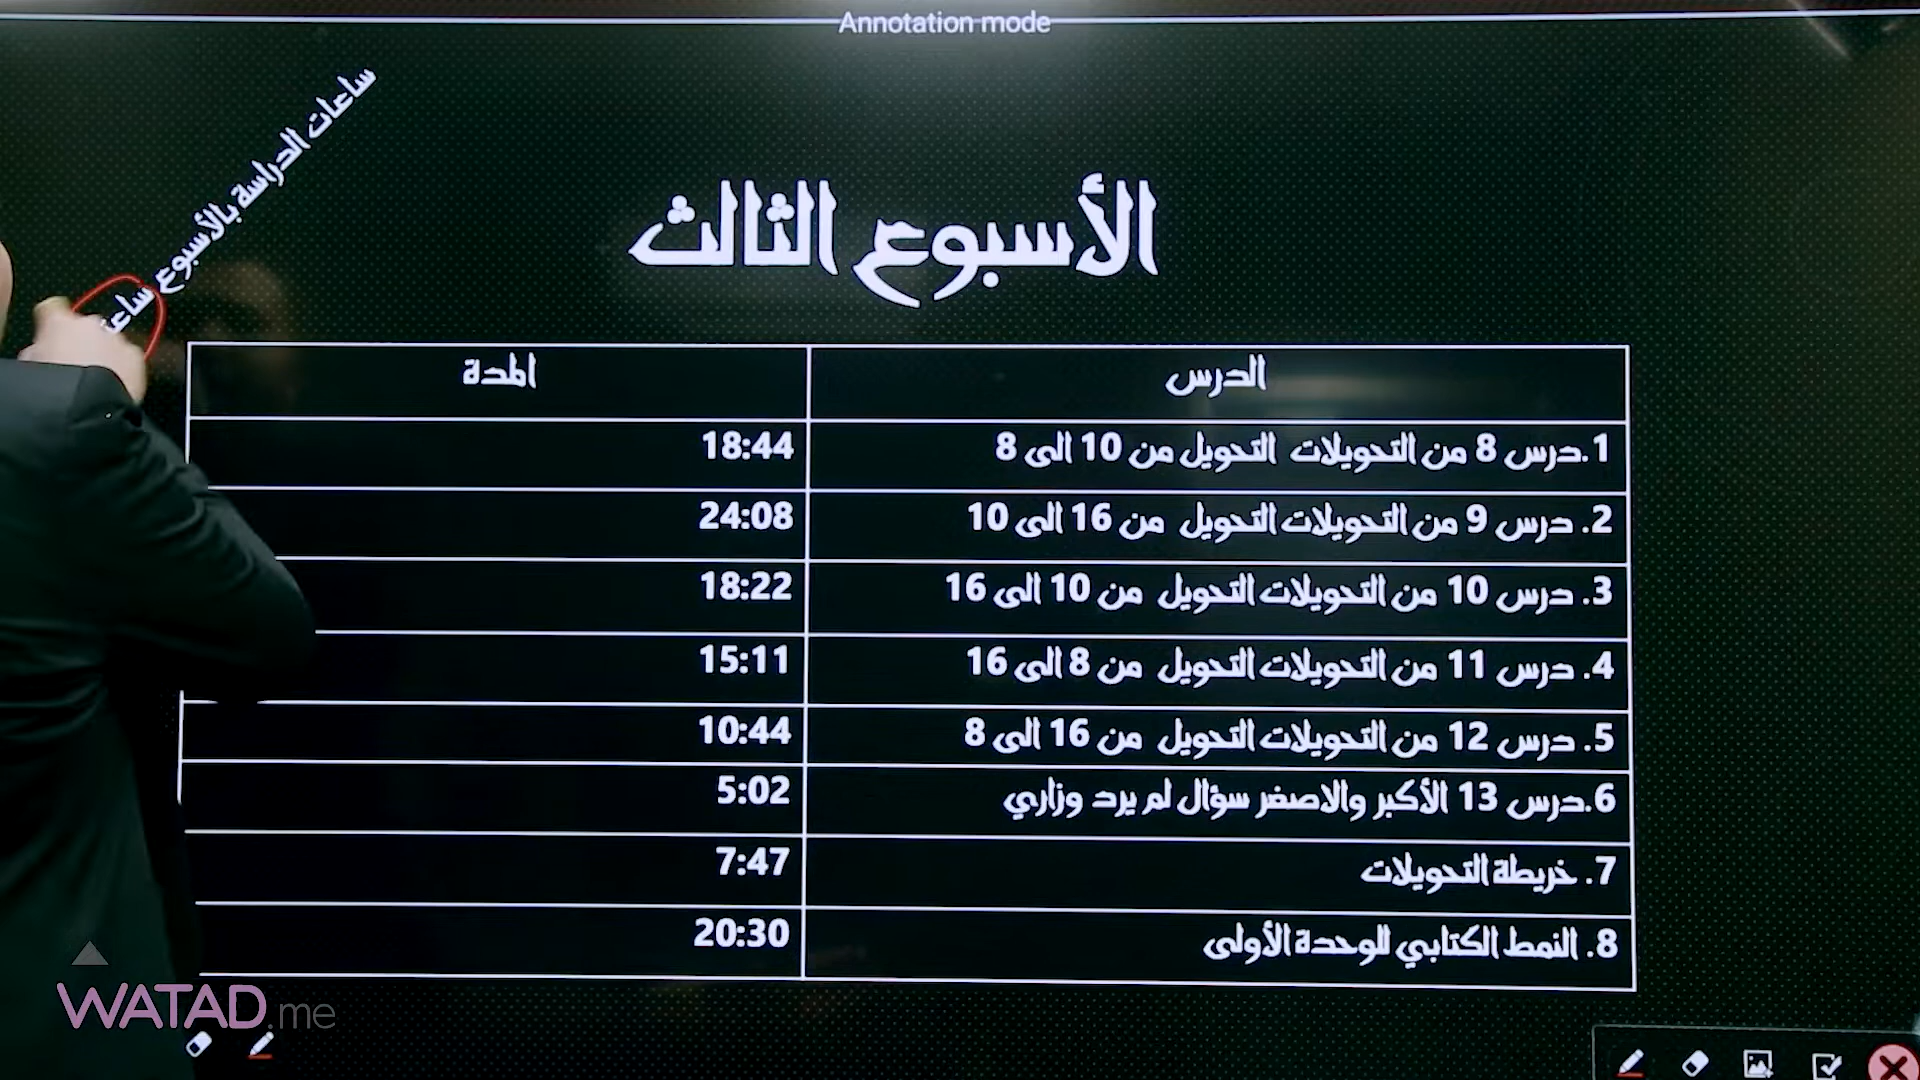 Annotation mode
ساعات الدراسة بالأسبوع
الأسبوع الثالث
الدرس المدة
1.درس 8 من التحويلات التحويل من 10 الى 8 18:44
2. درس 9 من التحويلات التحويل من 16 الى 10 24:08
3. درس 10 من التحويلات التحويل من 10 الى 16 18:22
4. درس 11 من التحويلات التحويل من 8 الى 16 15:11
5. درس 12 من التحويلات التحويل من 16 الى 8 10:44
6.درس 13 الأكبر والاصغر سؤال لم يرد وزاري 5:02
7. خريطة التحويلات 7:47
8. النمط الكتابي للوحدة الأولى 20:30
WATAD.me